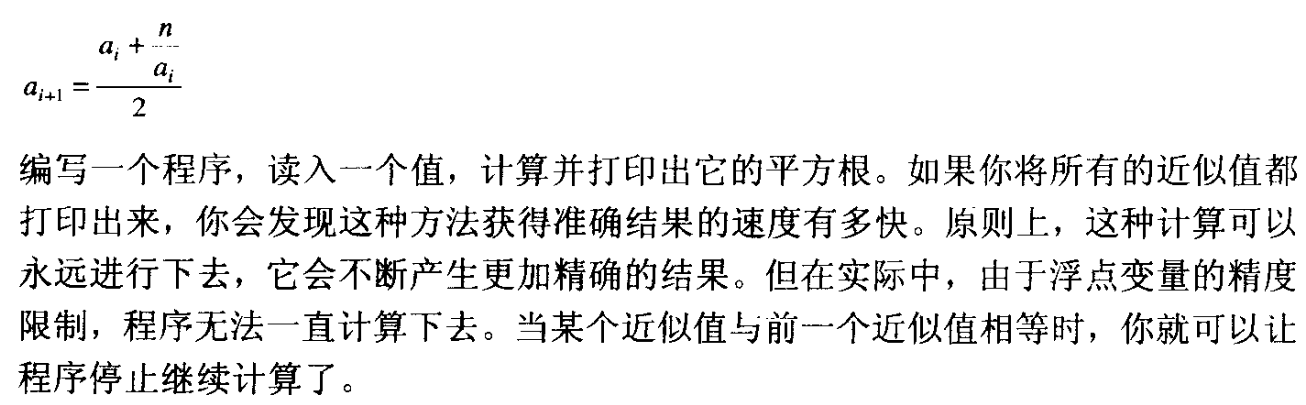 a_{i+1} = \frac{a_i + \frac{n}{a_i}}{2}
编写一个程序，读入一个值，计算并打印出它的平方根。如果你将所有的近似值都
打印出来，你会发现这种方法获得准确结果的速度有多快。原则上，这种计算可以
永远进行下去，它会不断产生更加精确的结果。但在实际中，由于浮点变量的精度
限制，程序无法一直计算下去。当某个近似值与前一个近似值相等时，你就可以让
程序停止继续计算了。